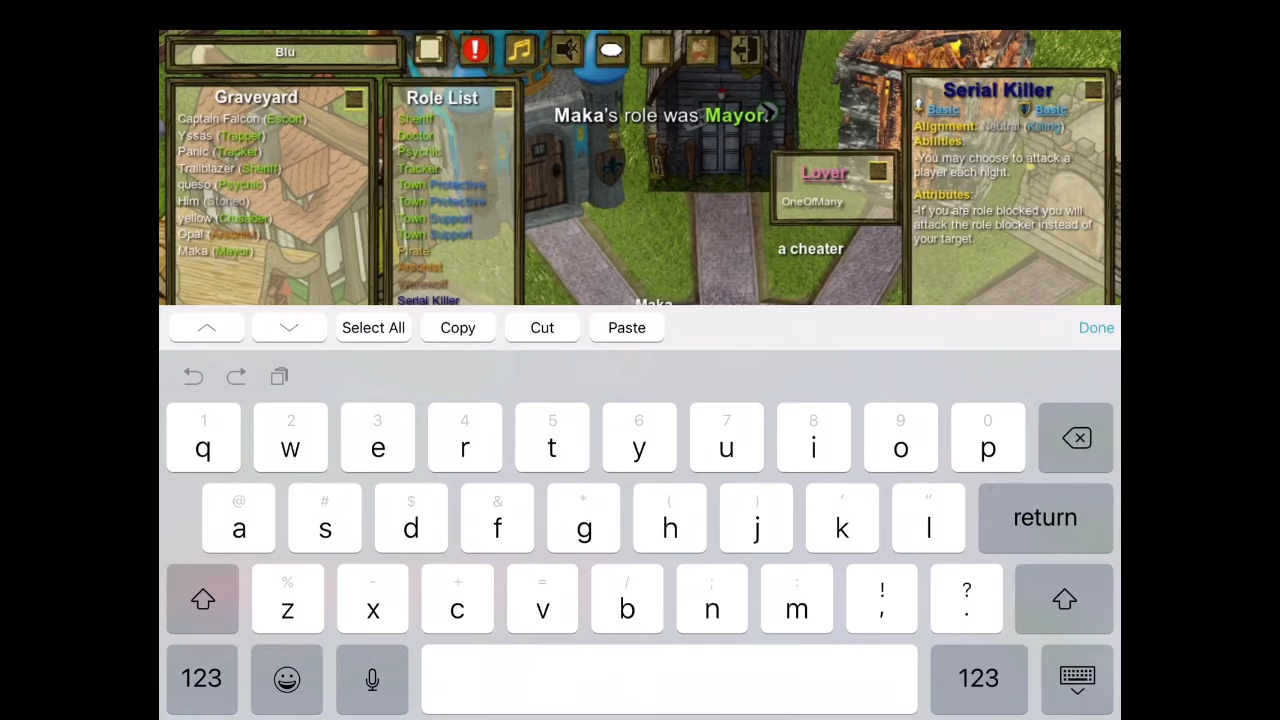 Blu
Graveyard
Captain Falcon (Escort)
Yssas (Trapper)
Panic (Tracker)
Trailblazer (Sheriff)
queso (Psychic)
Him (Stoned)
yellow (Crusader)
Opal (Arsonist)
Maka (Mayor)
Role List
Sheriff
Doctor
Psychic
Tracker
Town Protective
Town Protective
Town Support
Town Support
Pirate
Arsonist
Werewolf
Serial Killer
Maka's role was Mayor.
Lover
OneOfMany
a cheater
Maka
Serial Killer
Basic Basic
Alignment: Neutral (Killing)
Abilities:
-You may choose to attack a
player each night.
Attributes:
-If you are role blocked you will
attack the role blocker instead of
your target.
Select All Copy Cut Paste Done
1 2 3 4 5 6 7 8 9 0
q w e r t y u i o p
@ # $ & * ( ) ' "
a s d f g h j k l return
% - + = / ; : ! ?
z x c v b n m , .
123 123